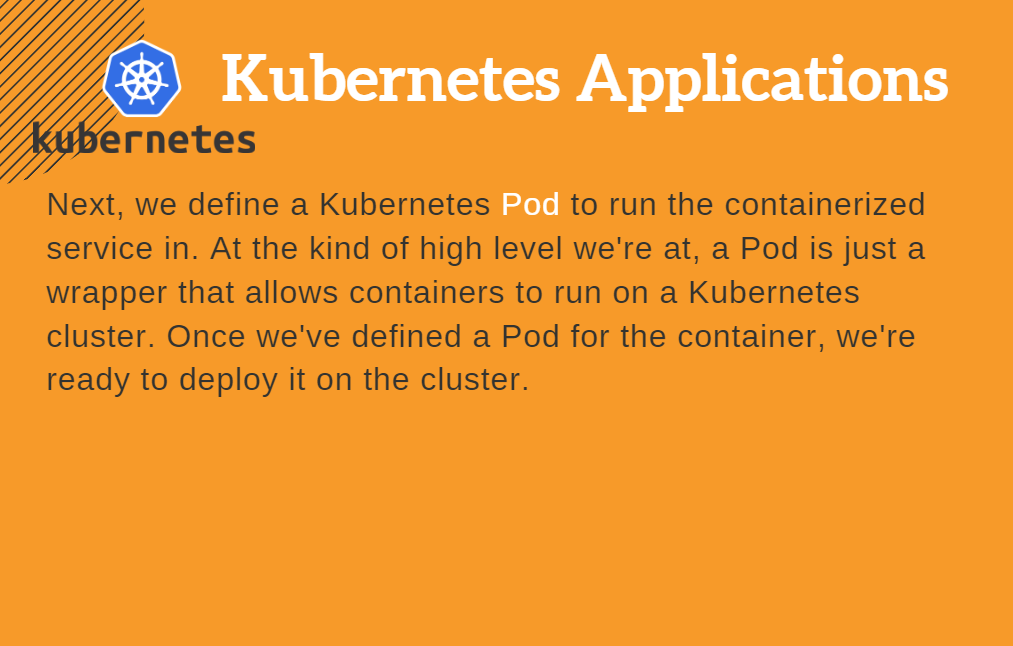 Kubernetes Applications
kubernetes
Next, we define a Kubernetes Pod to run the containerized
service in. At the kind of high level we're at, a Pod is just a
wrapper that allows containers to run on a Kubernetes
cluster. Once we've defined a Pod for the container, we're
ready to deploy it on the cluster.